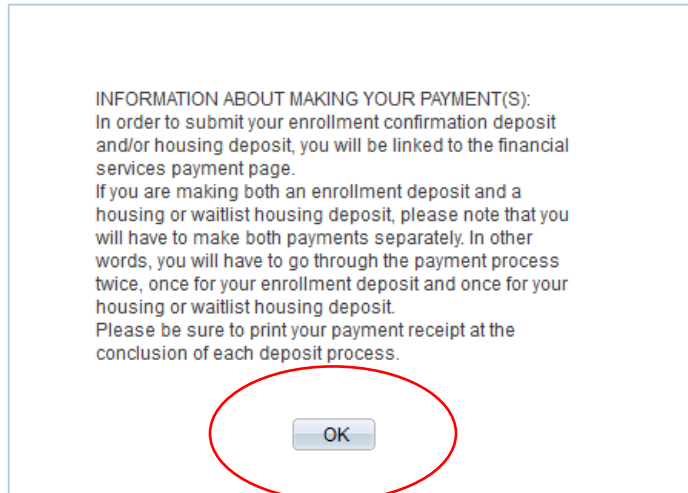 INFORMATION ABOUT MAKING YOUR PAYMENT(S):
In order to submit your enrollment confirmation deposit
and/or housing deposit, you will be linked to the financial
services payment page.
If you are making both an enrollment deposit and a
housing or waitlist housing deposit, please note that you
will have to make both payments separately. In other
words, you will have to go through the payment process
twice, once for your enrollment deposit and once for your
housing or waitlist housing deposit.
Please be sure to print your payment receipt at the
conclusion of each deposit process.
OK